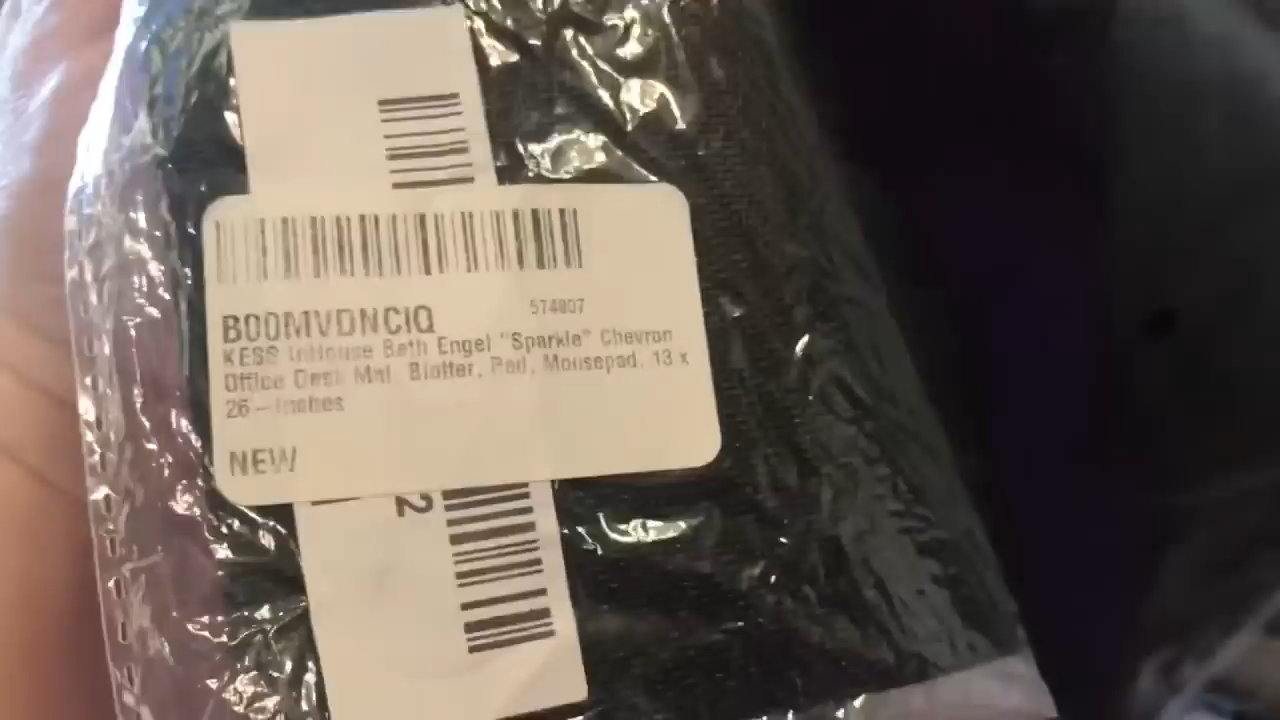 574807
B00MVDNCIQ
KESS InHouse Beth Engel "Sparkle" Chevron
Office Desk Mat, Blotter, Pad, Mousepad, 13 x
26 - Inches
NEW
2